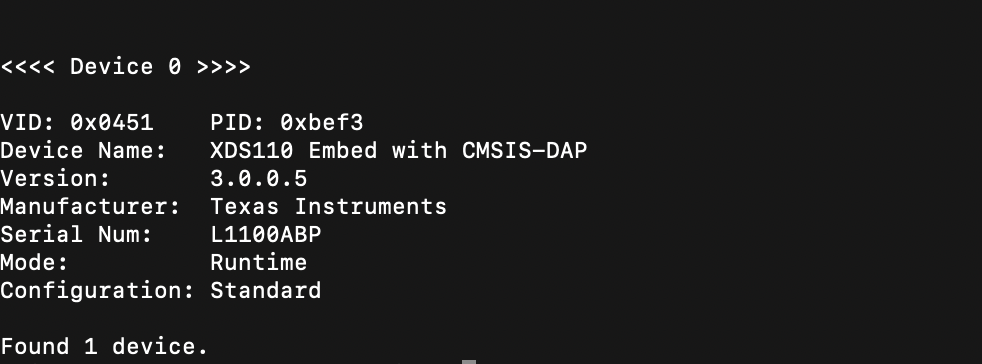 <<<< Device 0 >>>>
VID: 0x0451    PID: 0xbef3
Device Name:   XDS110 Embed with CMSIS-DAP
Version:       3.0.0.5
Manufacturer:  Texas Instruments
Serial Num:    L1100ABP
Mode:          Runtime
Configuration: Standard
Found 1 device.